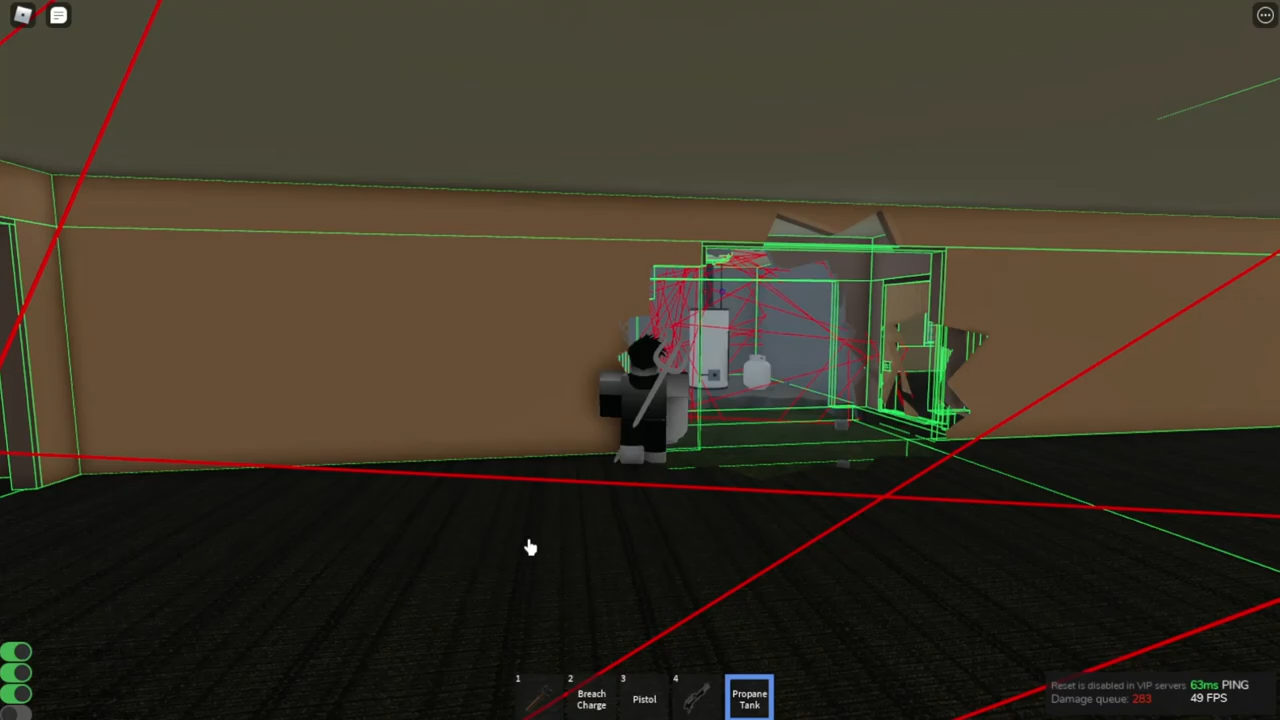 1
2
Breach
Charge
3
Pistol
4
Propane
Tank
Reset is disabled in VIP servers 63ms PING
Damage queue: 283 49 FPS